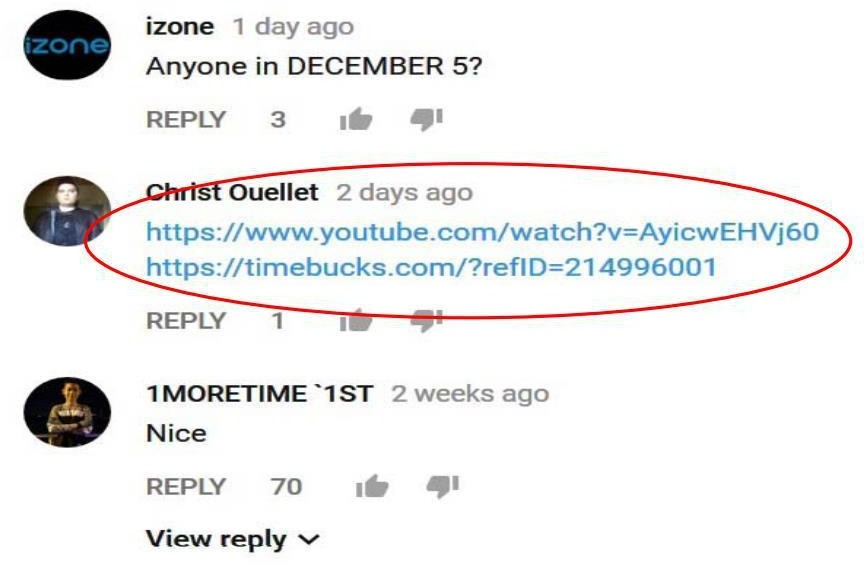 izone
izone 1 day ago
Anyone in DECEMBER 5?
REPLY 3
Christ Ouellet 2 days ago
https://www.youtube.com/watch?v=AyicwEHVj60
https://timebucks.com/?refID=214996001
REPLY 1
1MORETIME `1ST 2 weeks ago
Nice
REPLY 70
View reply